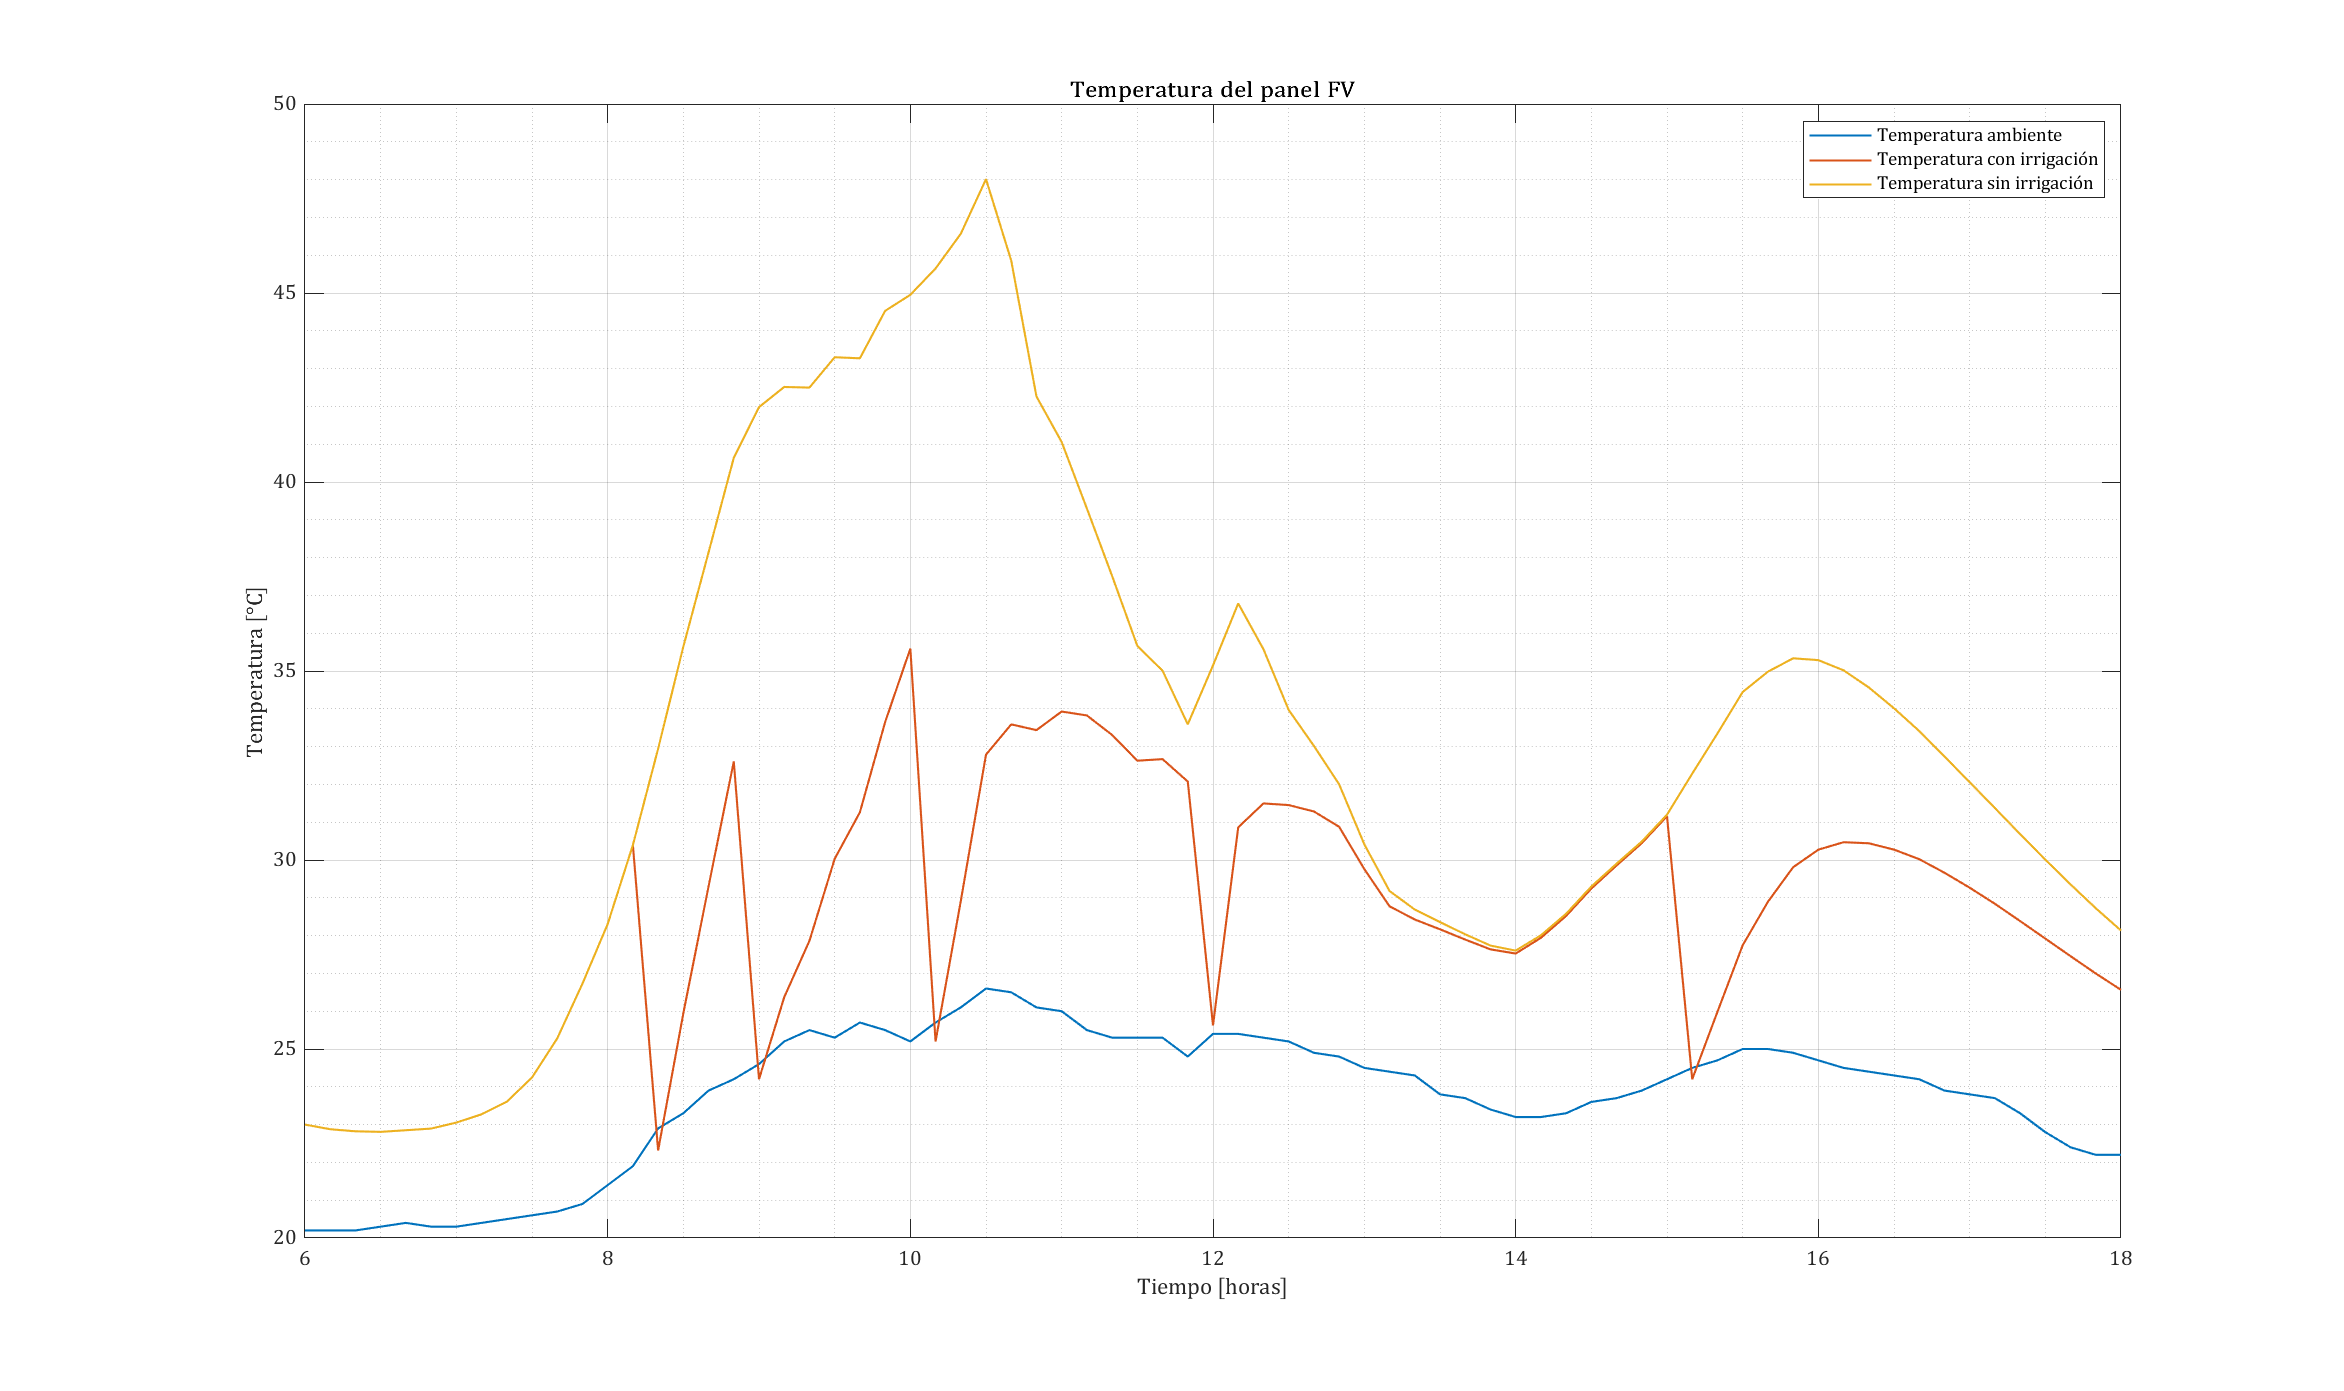 Temperatura del panel FV
50
45
40
35
30
25
20
Temperatura [°C]
Temperatura ambiente
Temperatura con irrigación
Temperatura sin irrigación
6 8 10 12 14 16 18
Tiempo [horas]